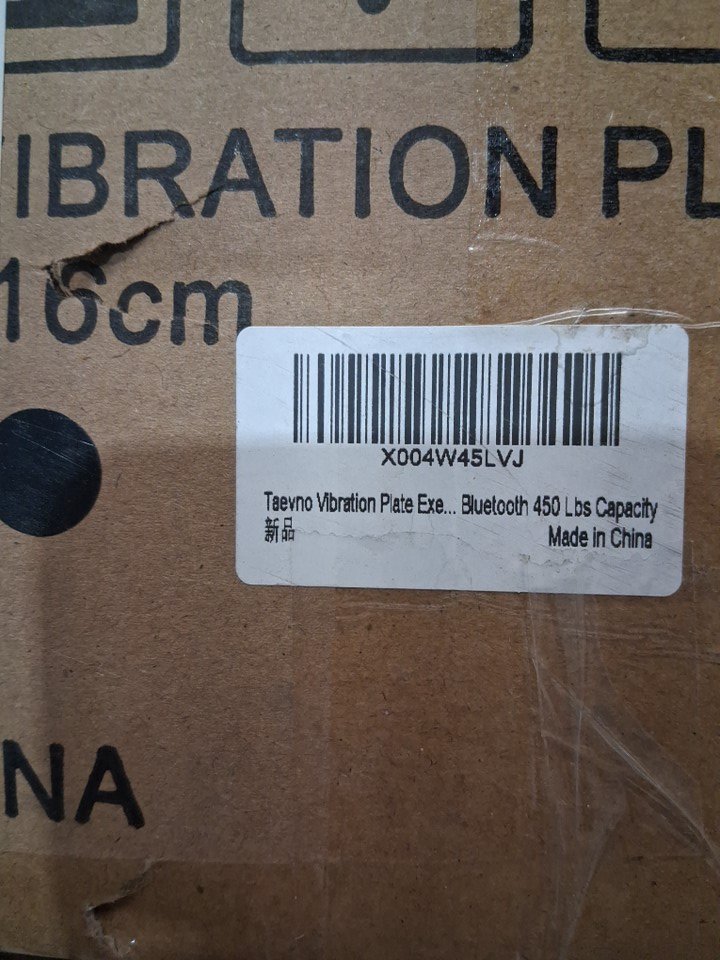 IBRATION PL
16cm
X004W45LVJ
Taevno Vibration Plate Exe... Bluetooth 450 Lbs Capacity
新品
Made in China
NA